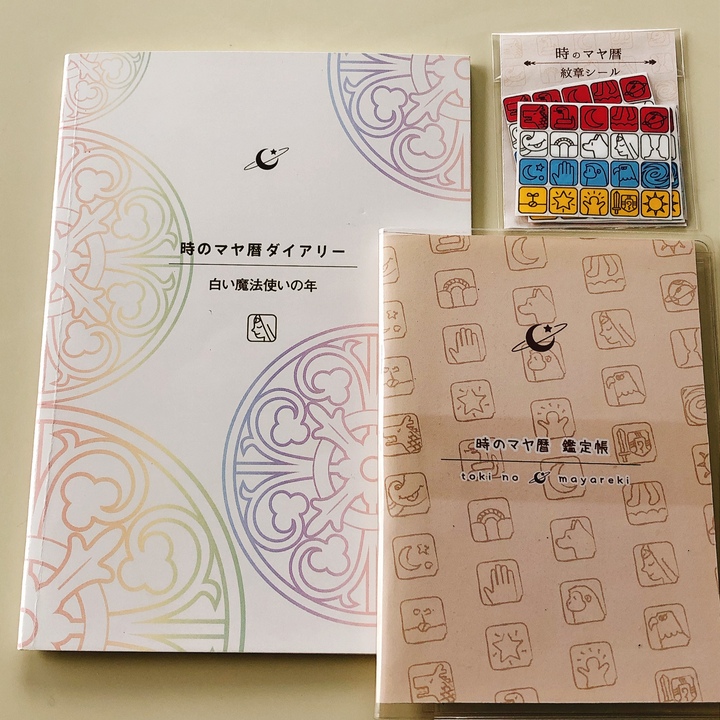 時のマヤ暦ダイアリー
白い魔法使いの年
時のマヤ暦
紋章シール
時のマヤ暦 鑑定帳
toki no mayareki